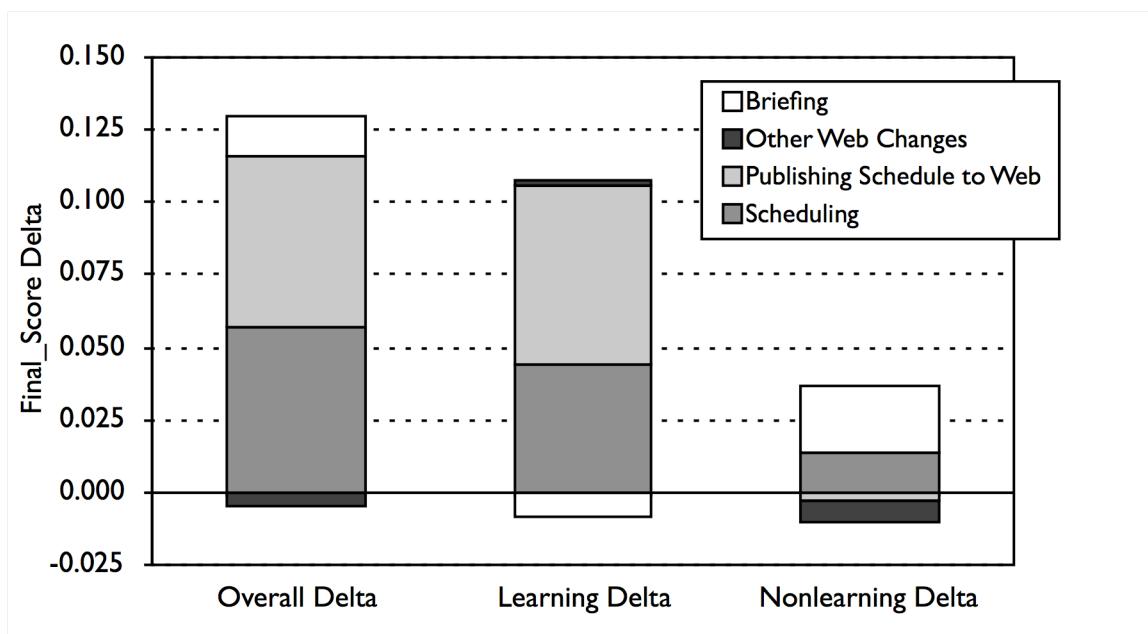 0.150
0.125
0.100
0.075
0.050
0.025
0.000
-0.025
Final_Score Delta
Briefing
Other Web Changes
Publishing Schedule to Web
Scheduling
Overall Delta
Learning Delta
Nonlearning Delta